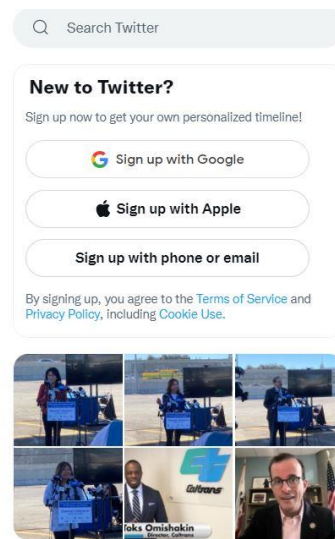 Search Twitter
New to Twitter?
Sign up now to get your own personalized timeline!
Sign up with Google
Sign up with Apple
Sign up with phone or email
By signing up, you agree to the Terms of Service and
Privacy Policy, including Cookie Use.
Caltrans
Toks Omishakin
Director, Caltrans